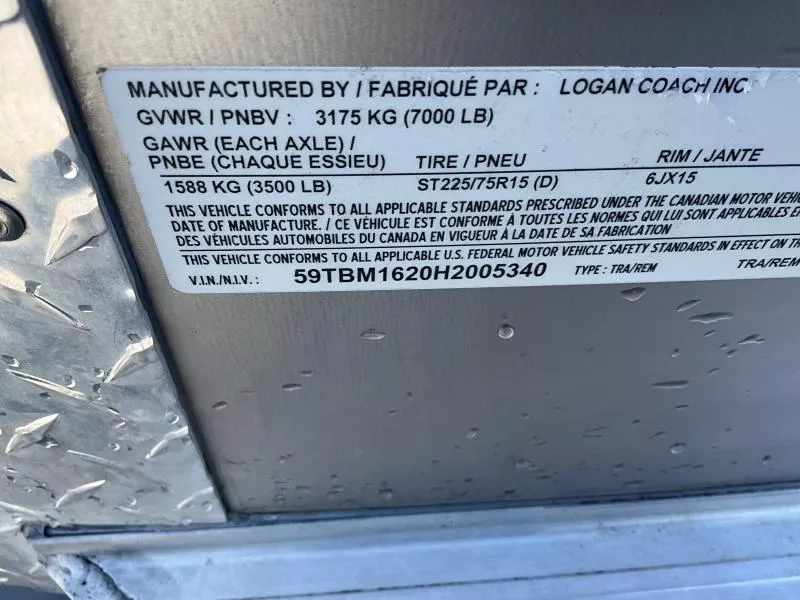 MANUFACTURED BY / FABRIQUÉ PAR : LOGAN COACH INC.
GVWR / PNBV : 3175 KG (7000 LB)
GAWR (EACH AXLE) /
PNBE (CHAQUE ESSIEU) TIRE / PNEU RIM / JANTE
1588 KG (3500 LB) ST225/75R15 (D) 6JX15
THIS VEHICLE CONFORMS TO ALL APPLICABLE STANDARDS PRESCRIBED UNDER THE CANADIAN MOTOR VEHIC
DATE OF MANUFACTURE. / CE VÉHICULE EST CONFORME À TOUTES LES NORMES QUI LUI SONT APPLICABLES E
DES VÉHICULES AUTOMOBILES DU CANADA EN VIGUEUR À LA DATE DE SA FABRICATION
THIS VEHICLE CONFORMS TO ALL APPLICABLE U.S. FEDERAL MOTOR VEHICLE SAFETY STANDARDS IN EFFECT ON TH
V.I.N./N.I.V.: 59TBM1620H2005340 TYPE : TRA/REM TRA/REM